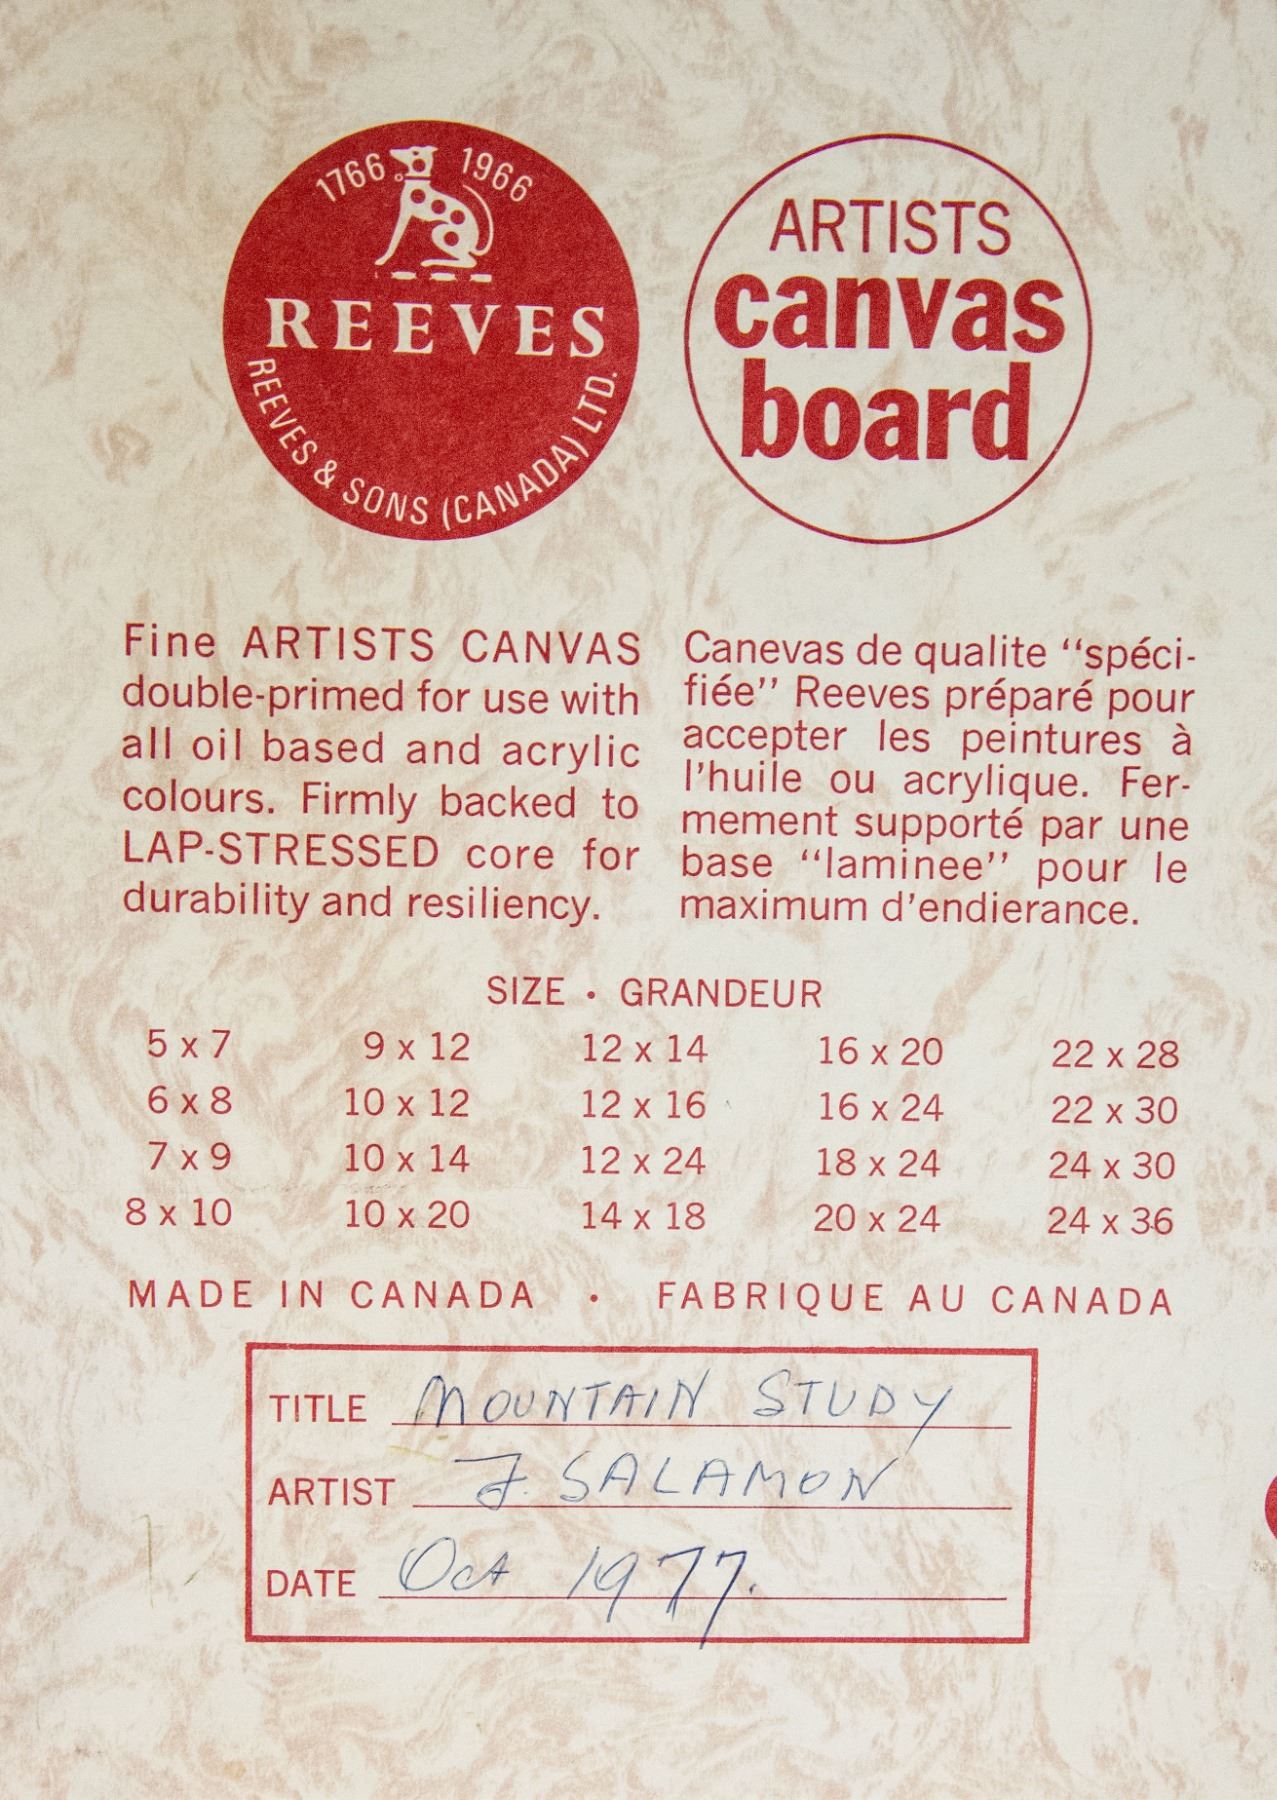 1766 1966
REEVES
REEVES & SONS (CANADA) LTD.
ARTISTS
canvas
board
Fine ARTISTS CANVAS
double-primed for use with
all oil based and acrylic
colours. Firmly backed to
LAP-STRESSED core for
durability and resiliency.
Canevas de qualite “spéci-
fiée” Reeves préparé pour
accepter les peintures à
l’huile ou acrylique. Fer-
mement supporté par une
base “laminee” pour le
maximum d’endierance.
SIZE • GRANDEUR
5 x 7 9 x 12 12 x 14 16 x 20 22 x 28
6 x 8 10 x 12 12 x 16 16 x 24 22 x 30
7 x 9 10 x 14 12 x 24 18 x 24 24 x 30
8 x 10 10 x 20 14 x 18 20 x 24 24 x 36
MADE IN CANADA • FABRIQUE AU CANADA
TITLE MOUNTAIN STUDY
ARTIST J. SALAMON
DATE Oct 1977.